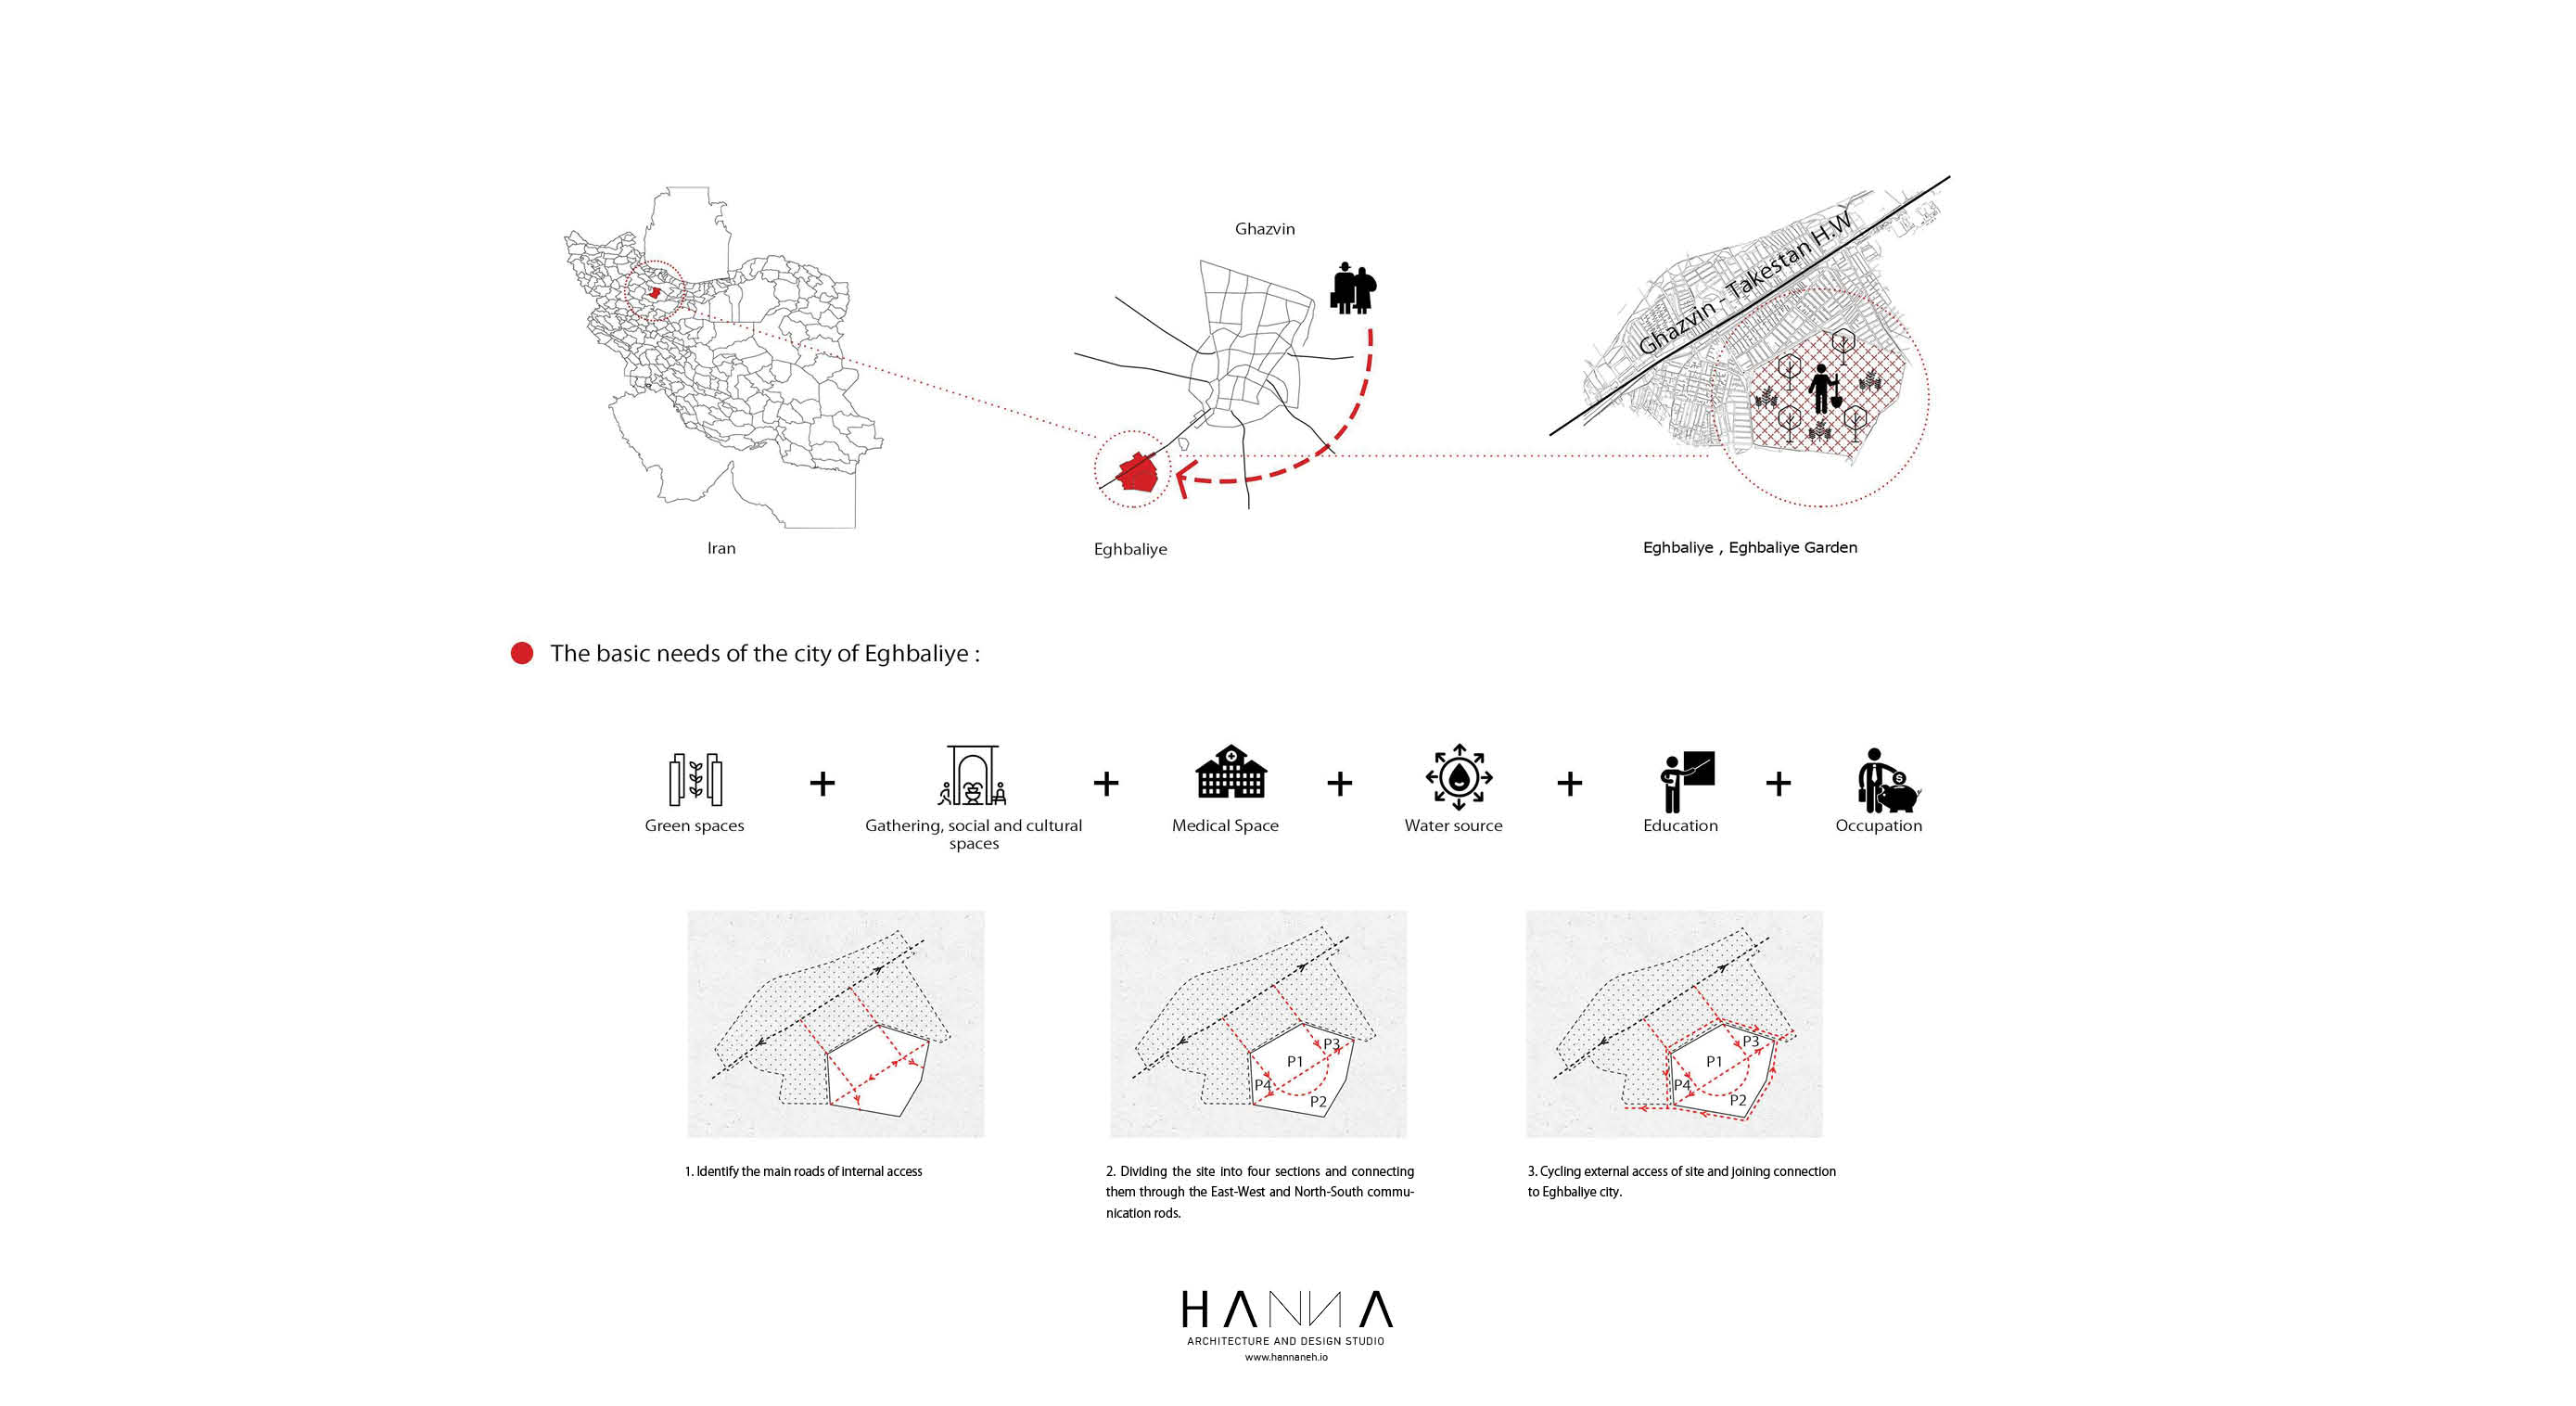 Ghazvin
Ghazvin - Takestan H.W
Iran
Eghbaliye
Eghbaliye , Eghbaliye Garden
The basic needs of the city of Eghbaliye :
Green spaces
Gathering, social and cultural
spaces
Medical Space
Water source
Education
Occupation
P1
P2
P3
P4
P1
P2
P3
P4
1. Identify the main roads of internal access
2. Dividing the site into four sections and connecting
them through the East-West and North-South commu-
nication rods.
3. Cycling external access of site and joining connection
to Eghbaliye city.
HANNA
ARCHITECTURE AND DESIGN STUDIO
www.hannaneh.io